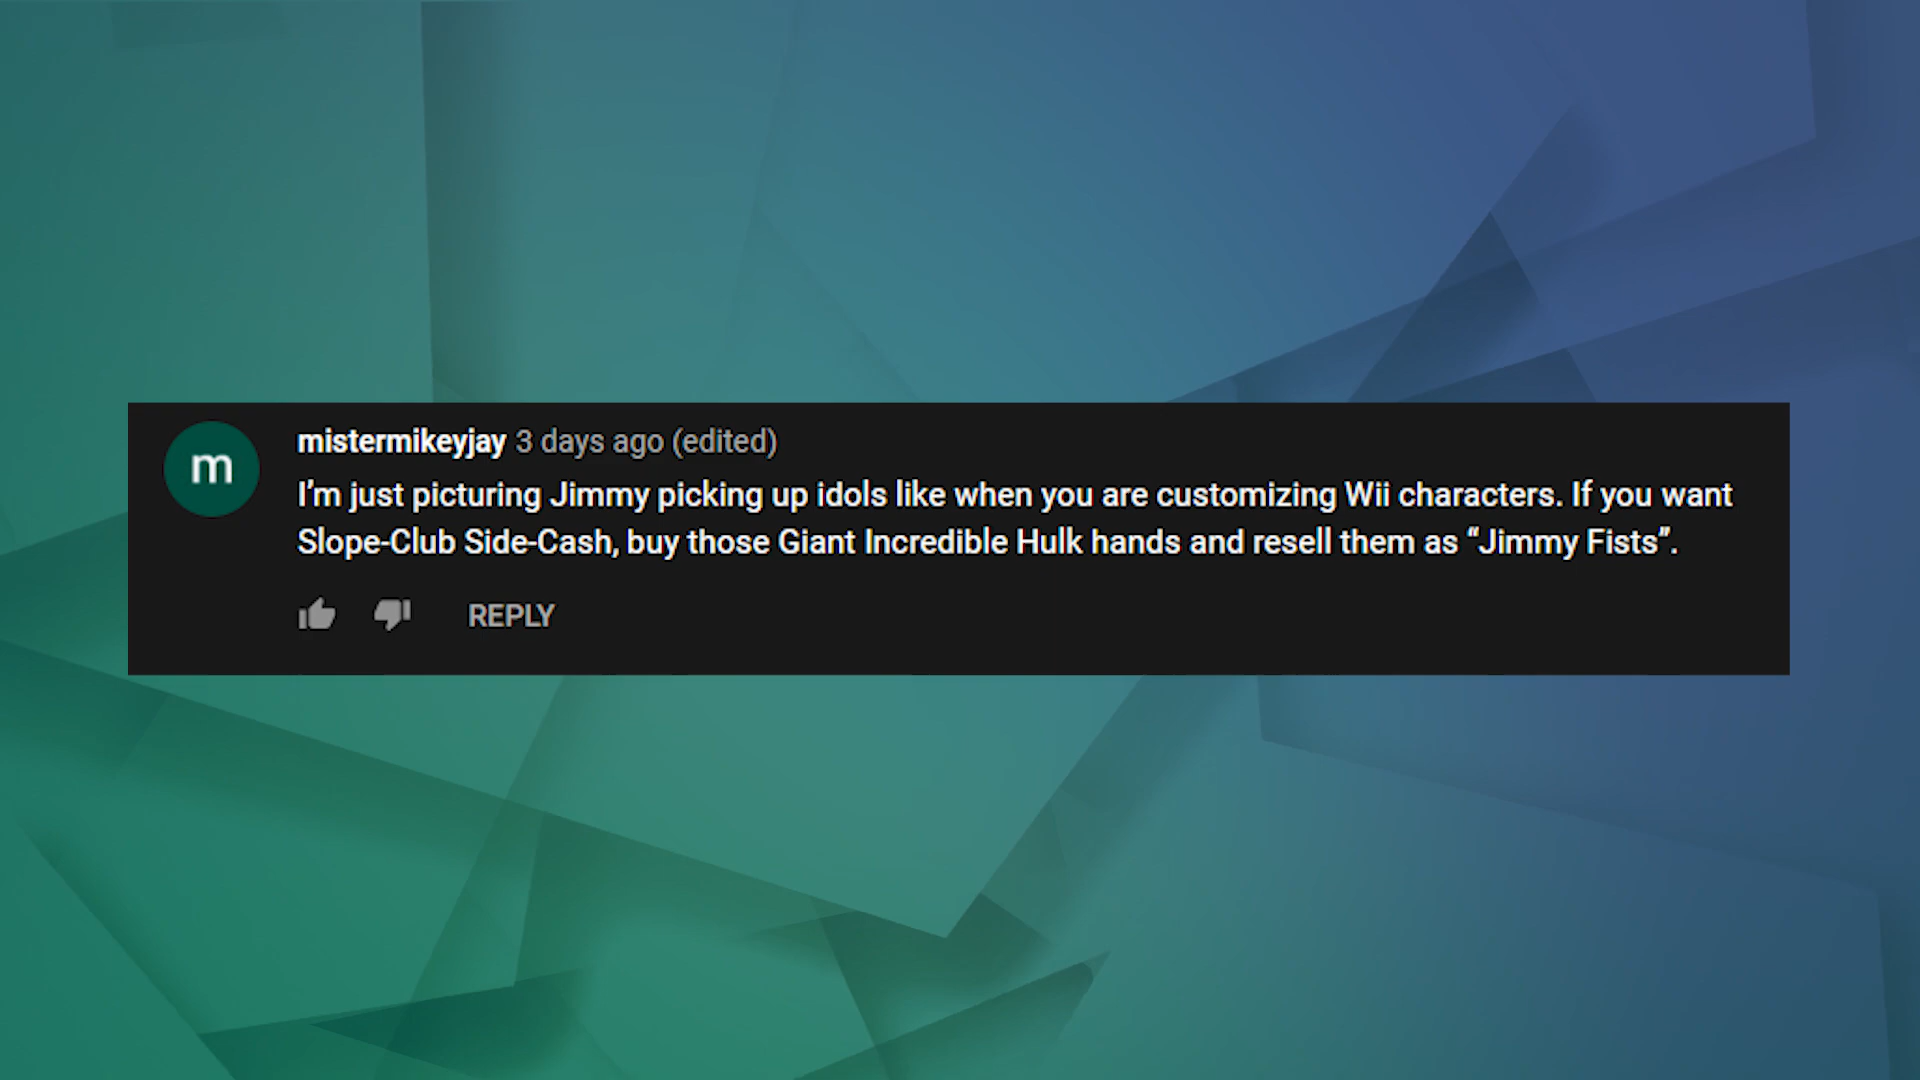 m
mistermikeyjay 3 days ago (edited)
I’m just picturing Jimmy picking up idols like when you are customizing Wii characters. If you want
Slope-Club Side-Cash, buy those Giant Incredible Hulk hands and resell them as “Jimmy Fists”.
REPLY